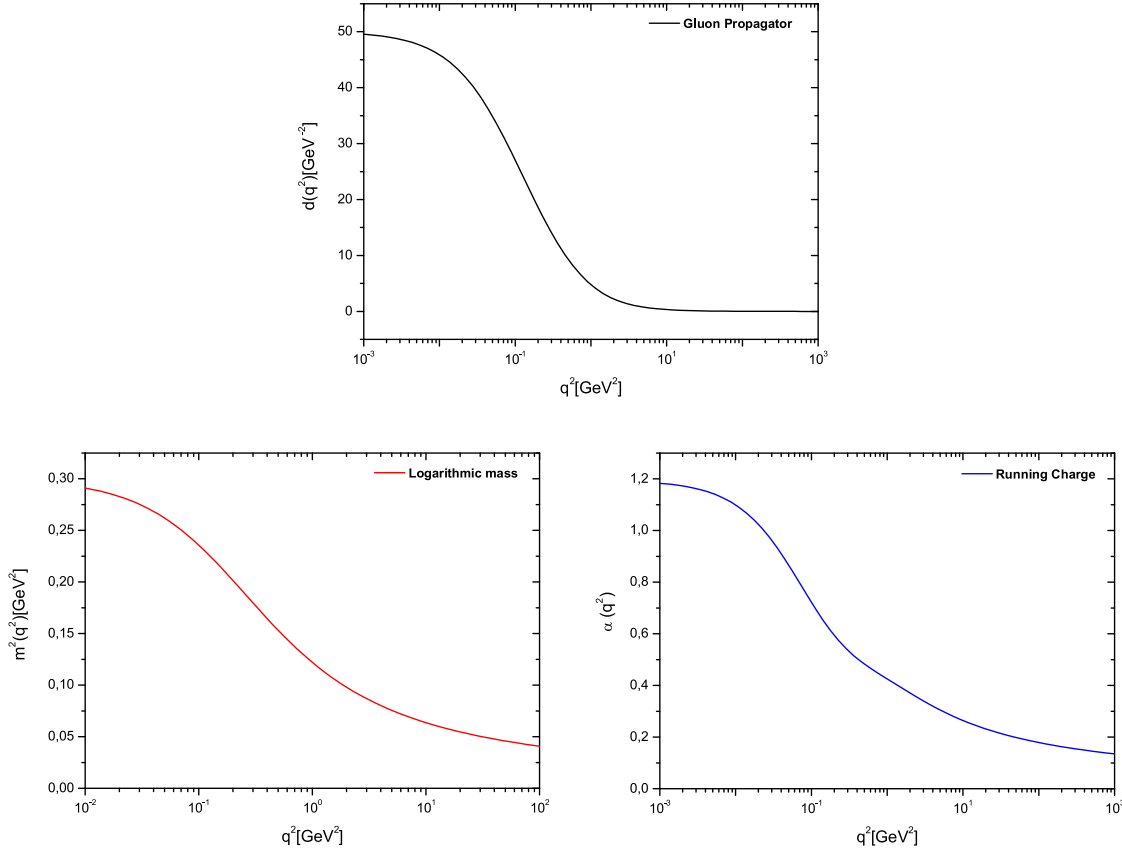 Gluon Propagator
50
40
30
20
10
0
d(q²)[GeV⁻²]
10⁻³ 10⁻¹ 10⁰ 10¹ 10² 10³
q²[GeV²]
Logarithmic mass
0,30
0,25
0,20
0,15
0,10
0,05
0,00
m²(q²)[GeV²]
10⁻² 10⁻¹ 10⁰ 10¹ 10²
q²[GeV²]
Running Charge
1,2
1,0
0,8
0,6
0,4
0,2
0,0
α (q²)
10⁻³ 10⁻¹ 10¹ 10³
q²[GeV²]